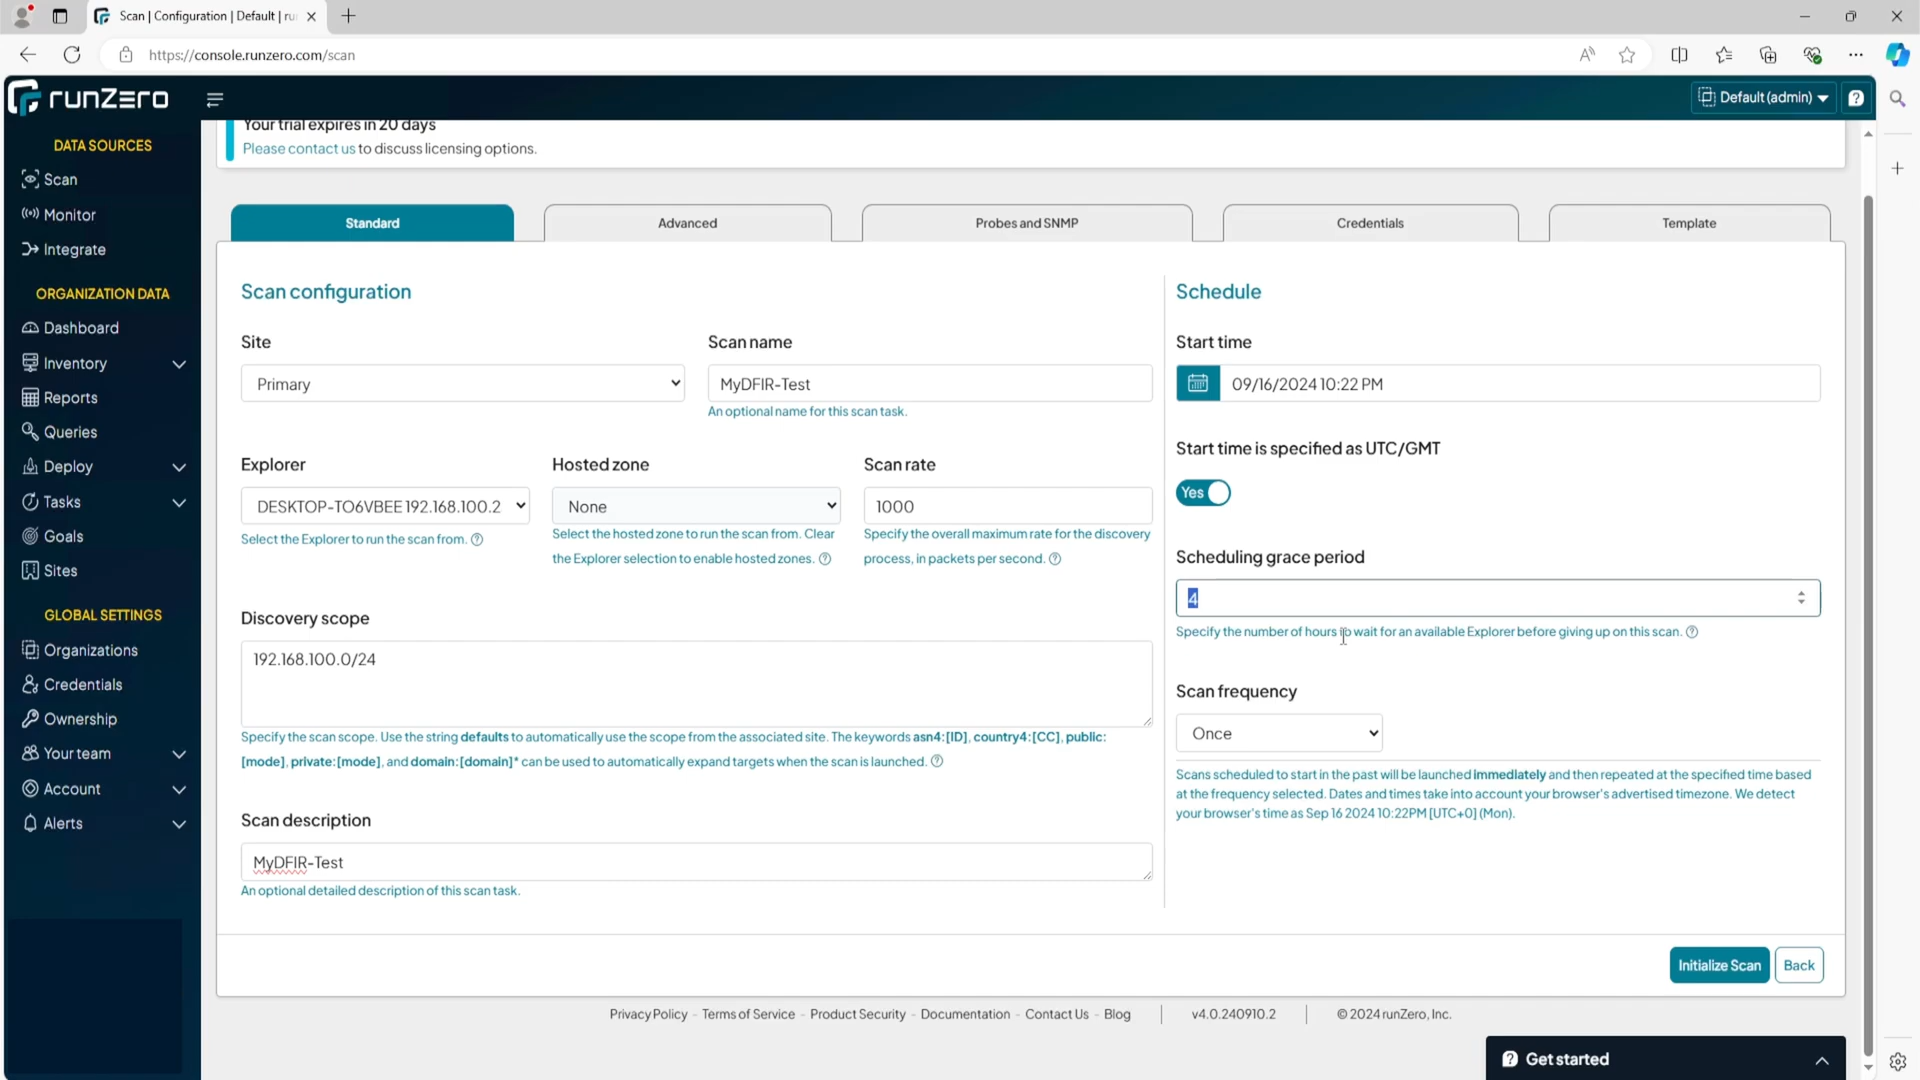 Scan | Configuration | Default | ru
https://console.runzero.com/scan
runZero
Default (admin)
DATA SOURCES
Scan
Monitor
Integrate
ORGANIZATION DATA
Dashboard
Inventory
Reports
Queries
Deploy
Tasks
Goals
Sites
GLOBAL SETTINGS
Organizations
Credentials
Ownership
Your team
Account
Alerts
Your trial expires in 20 days
Please contact us to discuss licensing options.
Standard
Advanced
Probes and SNMP
Credentials
Template
Scan configuration
Site
Primary
Scan name
MyDFIR-Test
An optional name for this scan task.
Explorer
DESKTOP-TO6VBEE 192.168.100.2
Select the Explorer to run the scan from.
Hosted zone
None
Select the hosted zone to run the scan from. Clear
the Explorer selection to enable hosted zones.
Scan rate
1000
Specify the overall maximum rate for the discovery
process, in packets per second.
Discovery scope
192.168.100.0/24
Specify the scan scope. Use the string defaults to automatically use the scope from the associated site. The keywords asn4:[ID], country4:[CC], public:
[mode], private:[mode], and domain:[domain]* can be used to automatically expand targets when the scan is launched.
Scan description
MyDFIR-Test
An optional detailed description of this scan task.
Schedule
Start time
09/16/2024 10:22 PM
Start time is specified as UTC/GMT
Yes
Scheduling grace period
4
Specify the number of hours to wait for an available Explorer before giving up on this scan.
Scan frequency
Once
Scans scheduled to start in the past will be launched immediately and then repeated at the specified time based
at the frequency selected. Dates and times take into account your browser's advertised timezone. We detect
your browser's time as Sep 16 2024 10:22PM [UTC+0] (Mon).
Initialize Scan
Back
Privacy Policy - Terms of Service - Product Security - Documentation - Contact Us - Blog
v4.0.240910.2
© 2024 runZero, Inc.
Get started